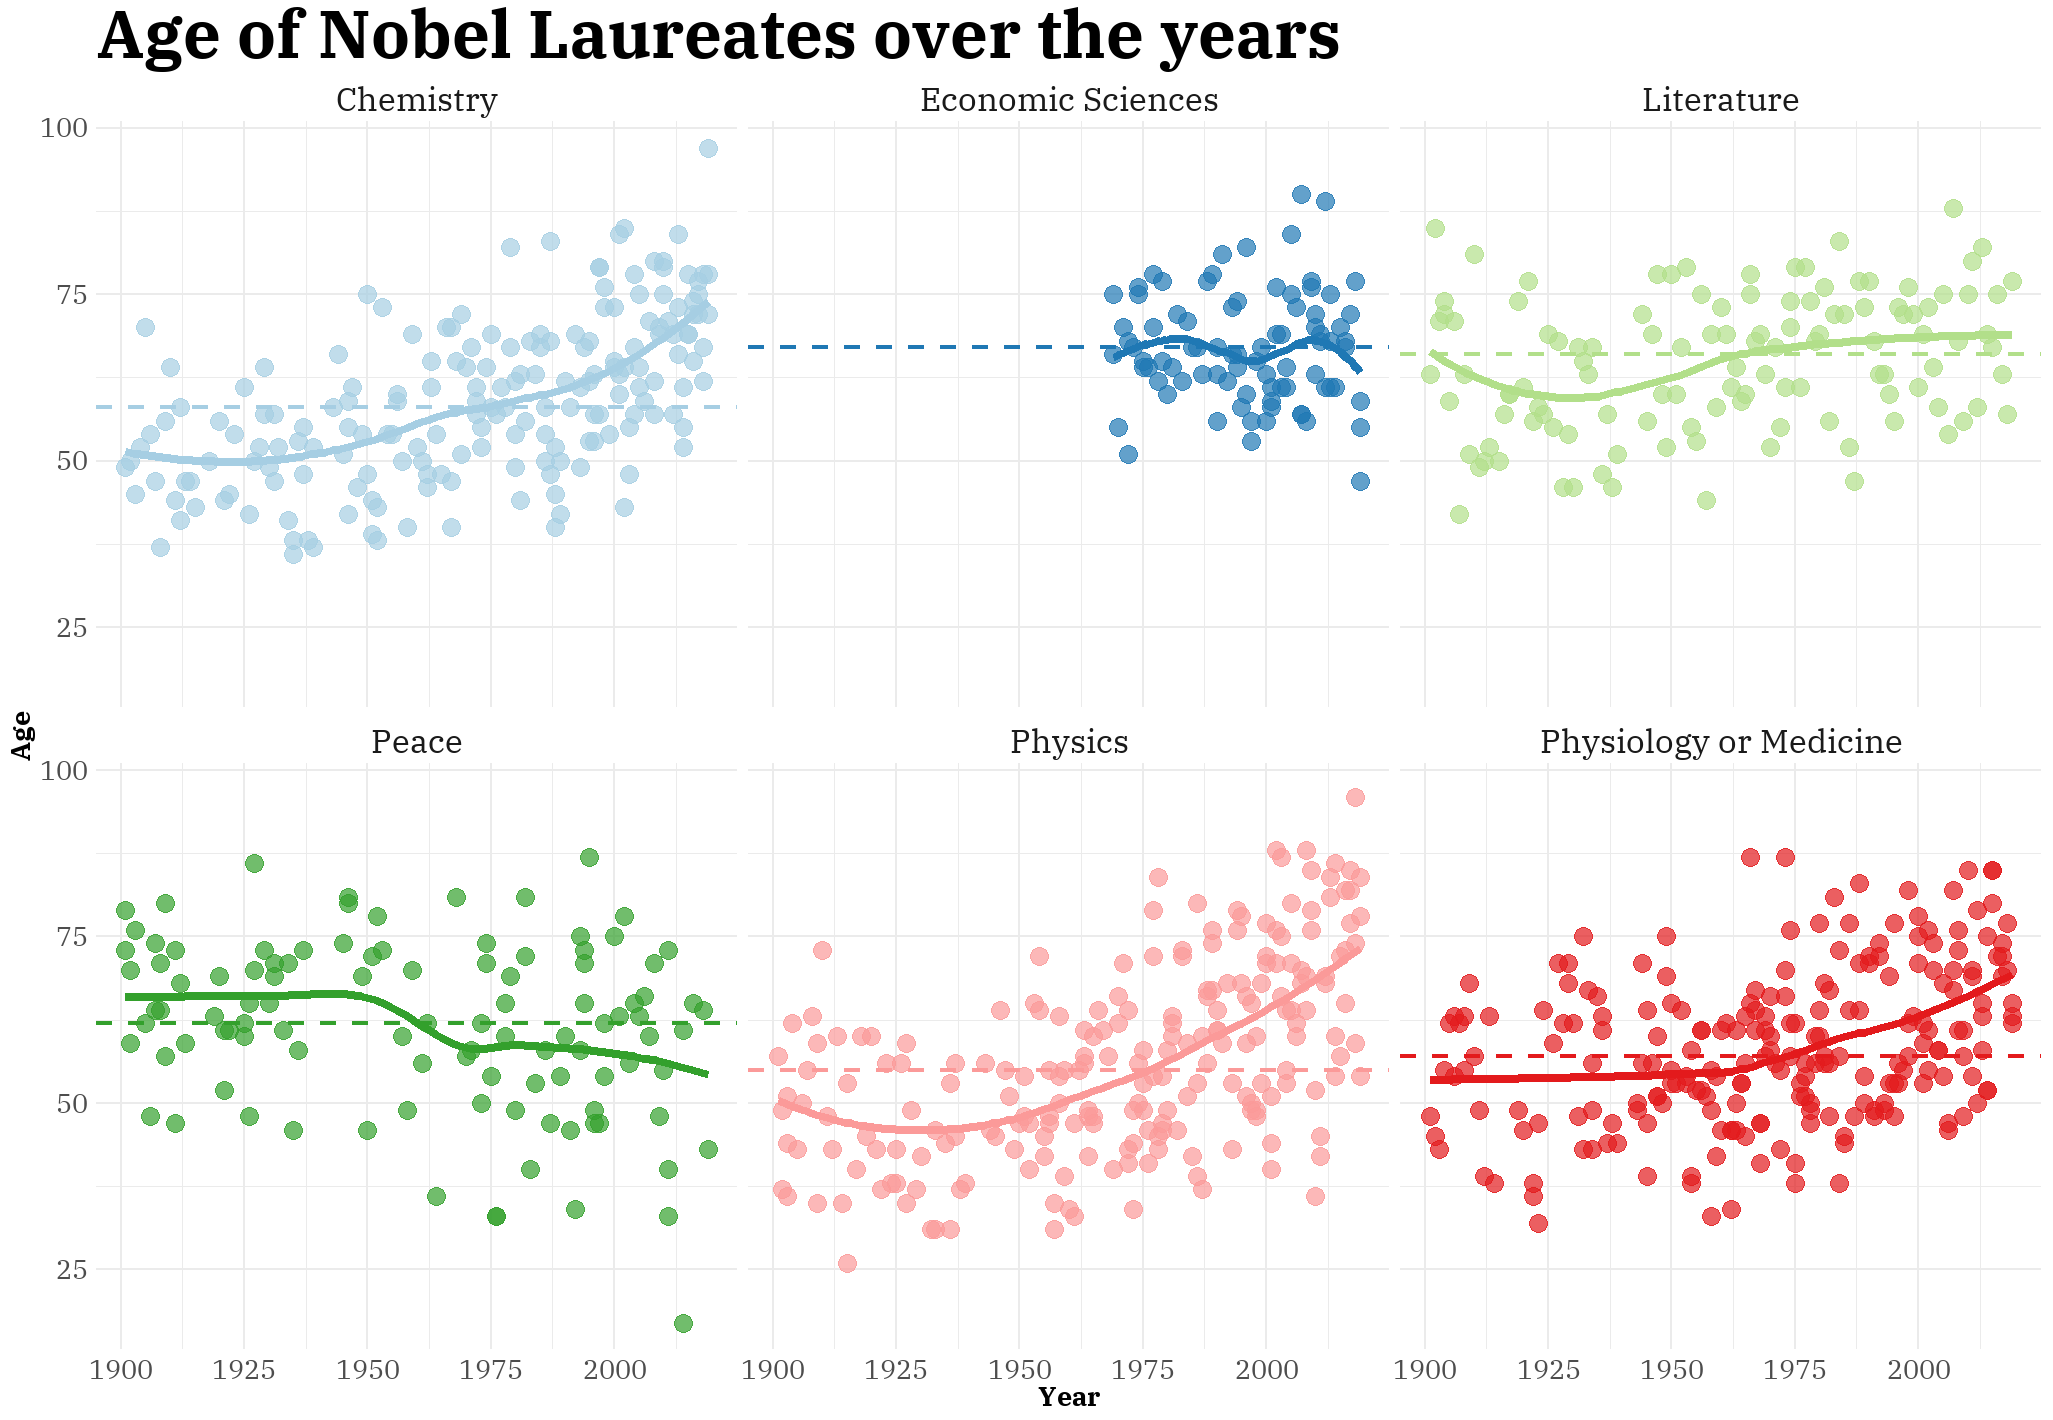 Age of Nobel Laureates over the years
Chemistry
Economic Sciences
Literature
100
75
50
25
Age
Peace
Physics
Physiology or Medicine
100
75
50
25
1900 1925 1950 1975 2000
1900 1925 1950 1975 2000
1900 1925 1950 1975 2000
Year